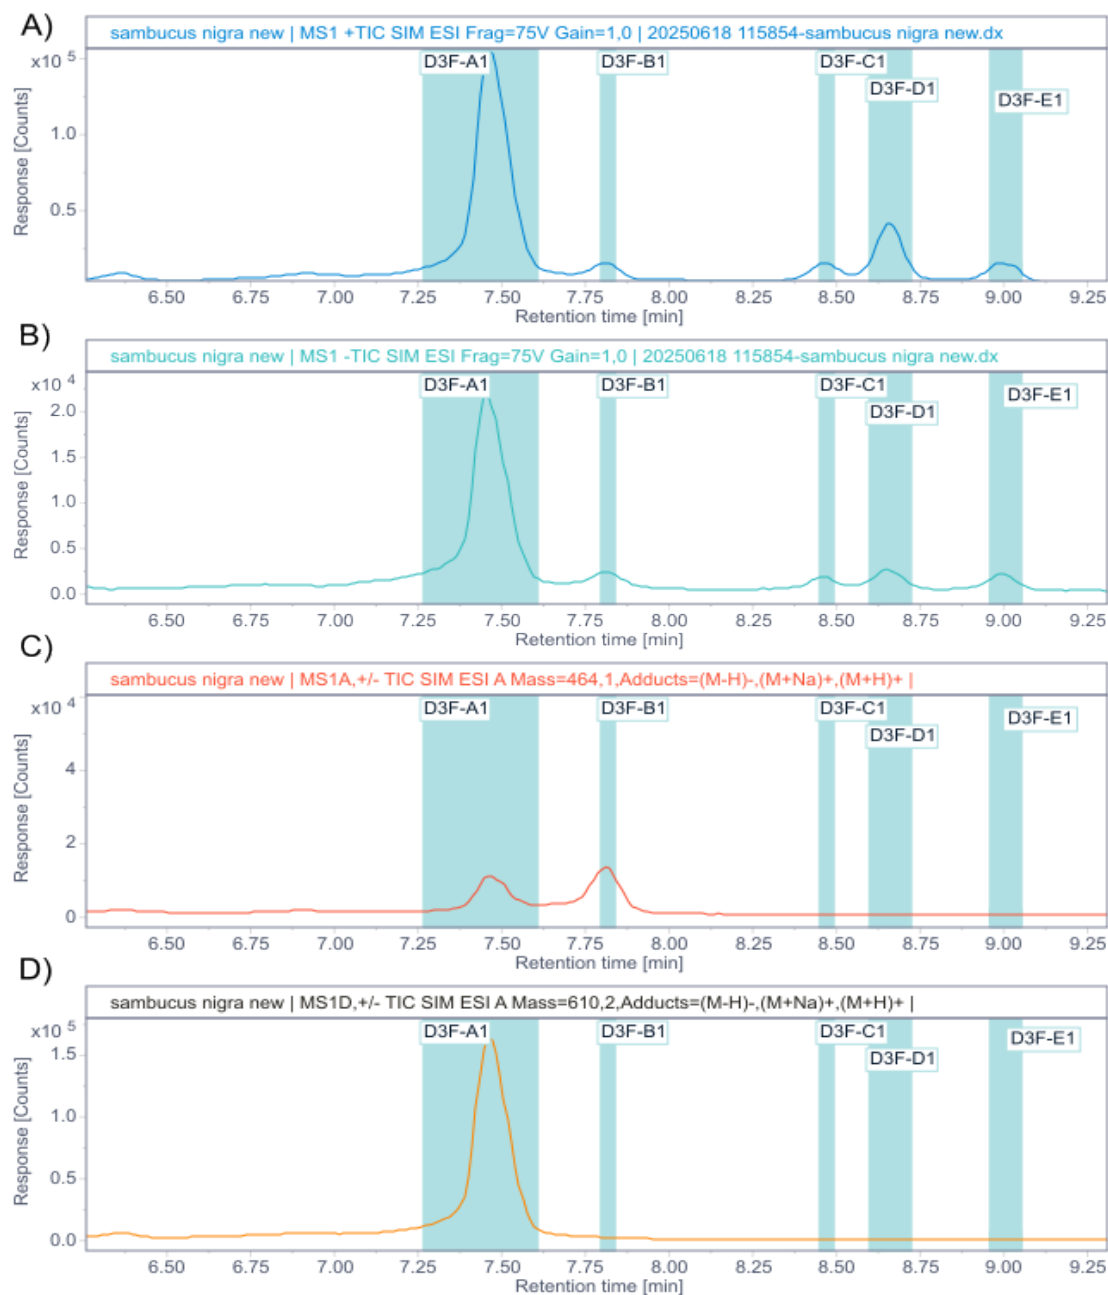 A)
sambucus nigra new | MS1 +TIC SIM ESI Frag=75V Gain=1,0 | 20250618 115854-sambucus nigra new.dx
x10 5
D3F-A1 D3F-B1 D3F-C1
D3F-D1
D3F-E1
1.0
0.5
Response [Counts]
6.50 6.75 7.00 7.25 7.50 7.75 8.00 8.25 8.50 8.75 9.00 9.25
Retention time [min]
B)
sambucus nigra new | MS1 -TIC SIM ESI Frag=75V Gain=1,0 | 20250618 115854-sambucus nigra new.dx
x10 4
D3F-A1 D3F-B1 D3F-C1
D3F-E1
D3F-D1
2.0
1.5
1.0
0.5
0.0
Response [Counts]
6.50 6.75 7.00 7.25 7.50 7.75 8.00 8.25 8.50 8.75 9.00 9.25
Retention time [min]
C)
sambucus nigra new | MS1A,+/- TIC SIM ESI A Mass=464,1,Adducts=(M-H)-,(M+Na)+,(M+H)+ |
x10 4
D3F-A1 D3F-B1 D3F-C1
D3F-E1
D3F-D1
4
2
0
Response [Counts]
6.50 6.75 7.00 7.25 7.50 7.75 8.00 8.25 8.50 8.75 9.00 9.25
Retention time [min]
D)
sambucus nigra new | MS1D,+/- TIC SIM ESI A Mass=610,2,Adducts=(M-H)-,(M+Na)+,(M+H)+ |
x10 5
D3F-A1 D3F-B1 D3F-C1
D3F-E1
D3F-D1
1.5
1.0
0.5
0.0
Response [Counts]
6.50 6.75 7.00 7.25 7.50 7.75 8.00 8.25 8.50 8.75 9.00 9.25
Retention time [min]